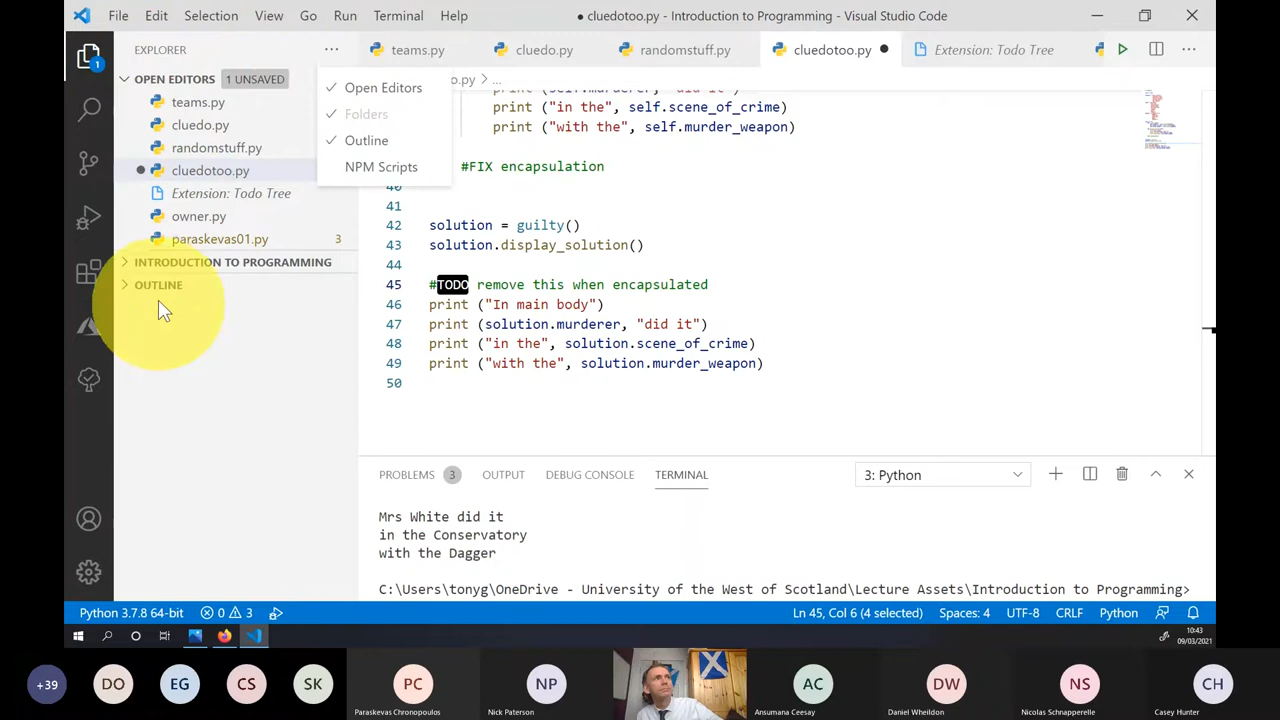 File Edit Selection View Go Run Terminal Help
● cluedotoo.py - Introduction to Programming - Visual Studio Code
EXPLORER
teams.py cluedo.py randomstuff.py cluedotoo.py Extension: Todo Tree
OPEN EDITORS 1 UNSAVED
teams.py
cluedo.py
randomstuff.py
cluedotoo.py
Extension: Todo Tree
owner.py
paraskevas01.py 3
INTRODUCTION TO PROGRAMMING
OUTLINE
1
Open Editors
Folders
Outline
NPM Scripts
o.py > ...
print ("in the", self.scene_of_crime)
print ("with the", self.murder_weapon)
#FIX encapsulation
40
41
42 solution = guilty()
43 solution.display_solution()
44
45 #TODO remove this when encapsulated
46 print ("In main body")
47 print (solution.murderer, "did it")
48 print ("in the", solution.scene_of_crime)
49 print ("with the", solution.murder_weapon)
50
PROBLEMS 3 OUTPUT DEBUG CONSOLE TERMINAL 3: Python
Mrs White did it
in the Conservatory
with the Dagger
C:\Users\tonyg\OneDrive - University of the West of Scotland\Lecture Assets\Introduction to Programming>
Python 3.7.8 64-bit 0 3 Ln 45, Col 6 (4 selected) Spaces: 4 UTF-8 CRLF Python
10:43
09/03/2021
+39 DO EG CS SK PC NP AC DW NS CH
Paraskevas Chronopoulos Nick Paterson Ansumana Ceesay Daniel Wheildon Nicolas Schnapperelle Casey Hunter